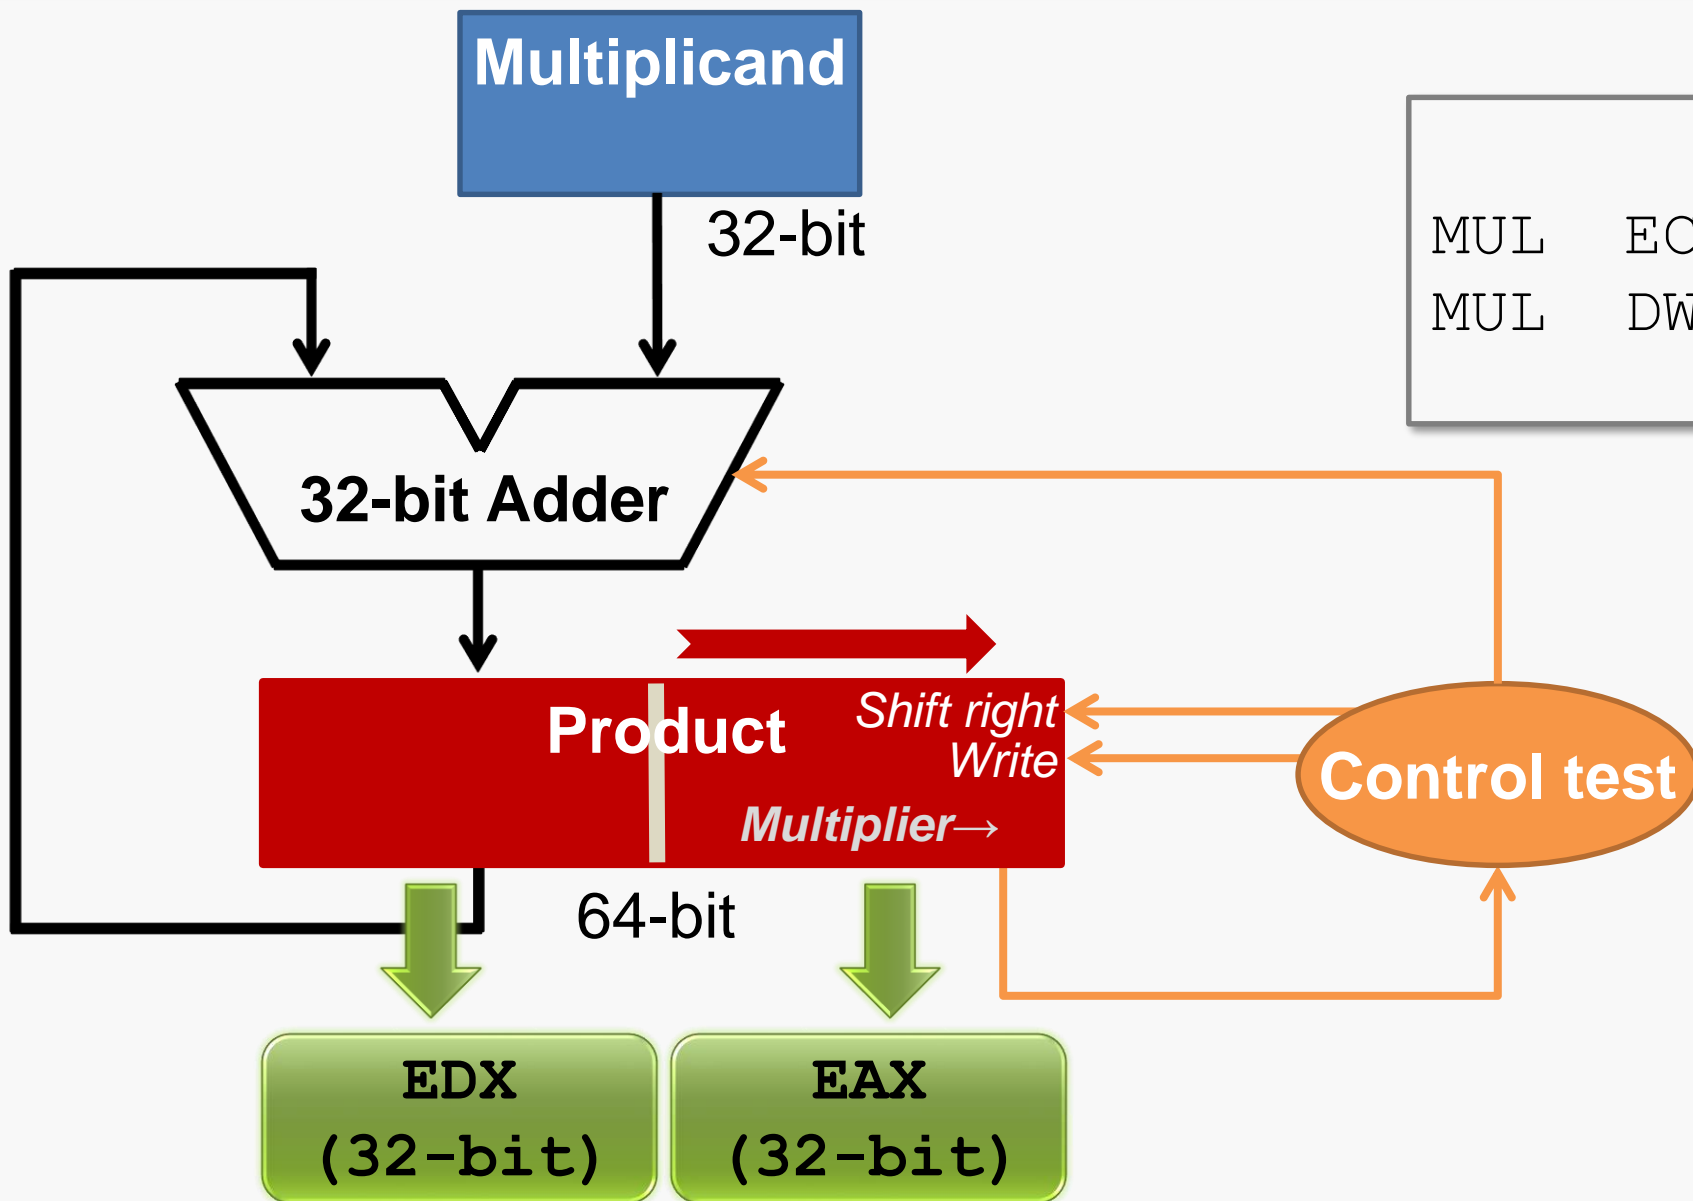 Multiplicand
32-bit
MUL
MUL
32-bit Adder
Product
Shift right
Write
Multiplier→
Control test
64-bit
EDX
(32-bit)
EAX
(32-bit)